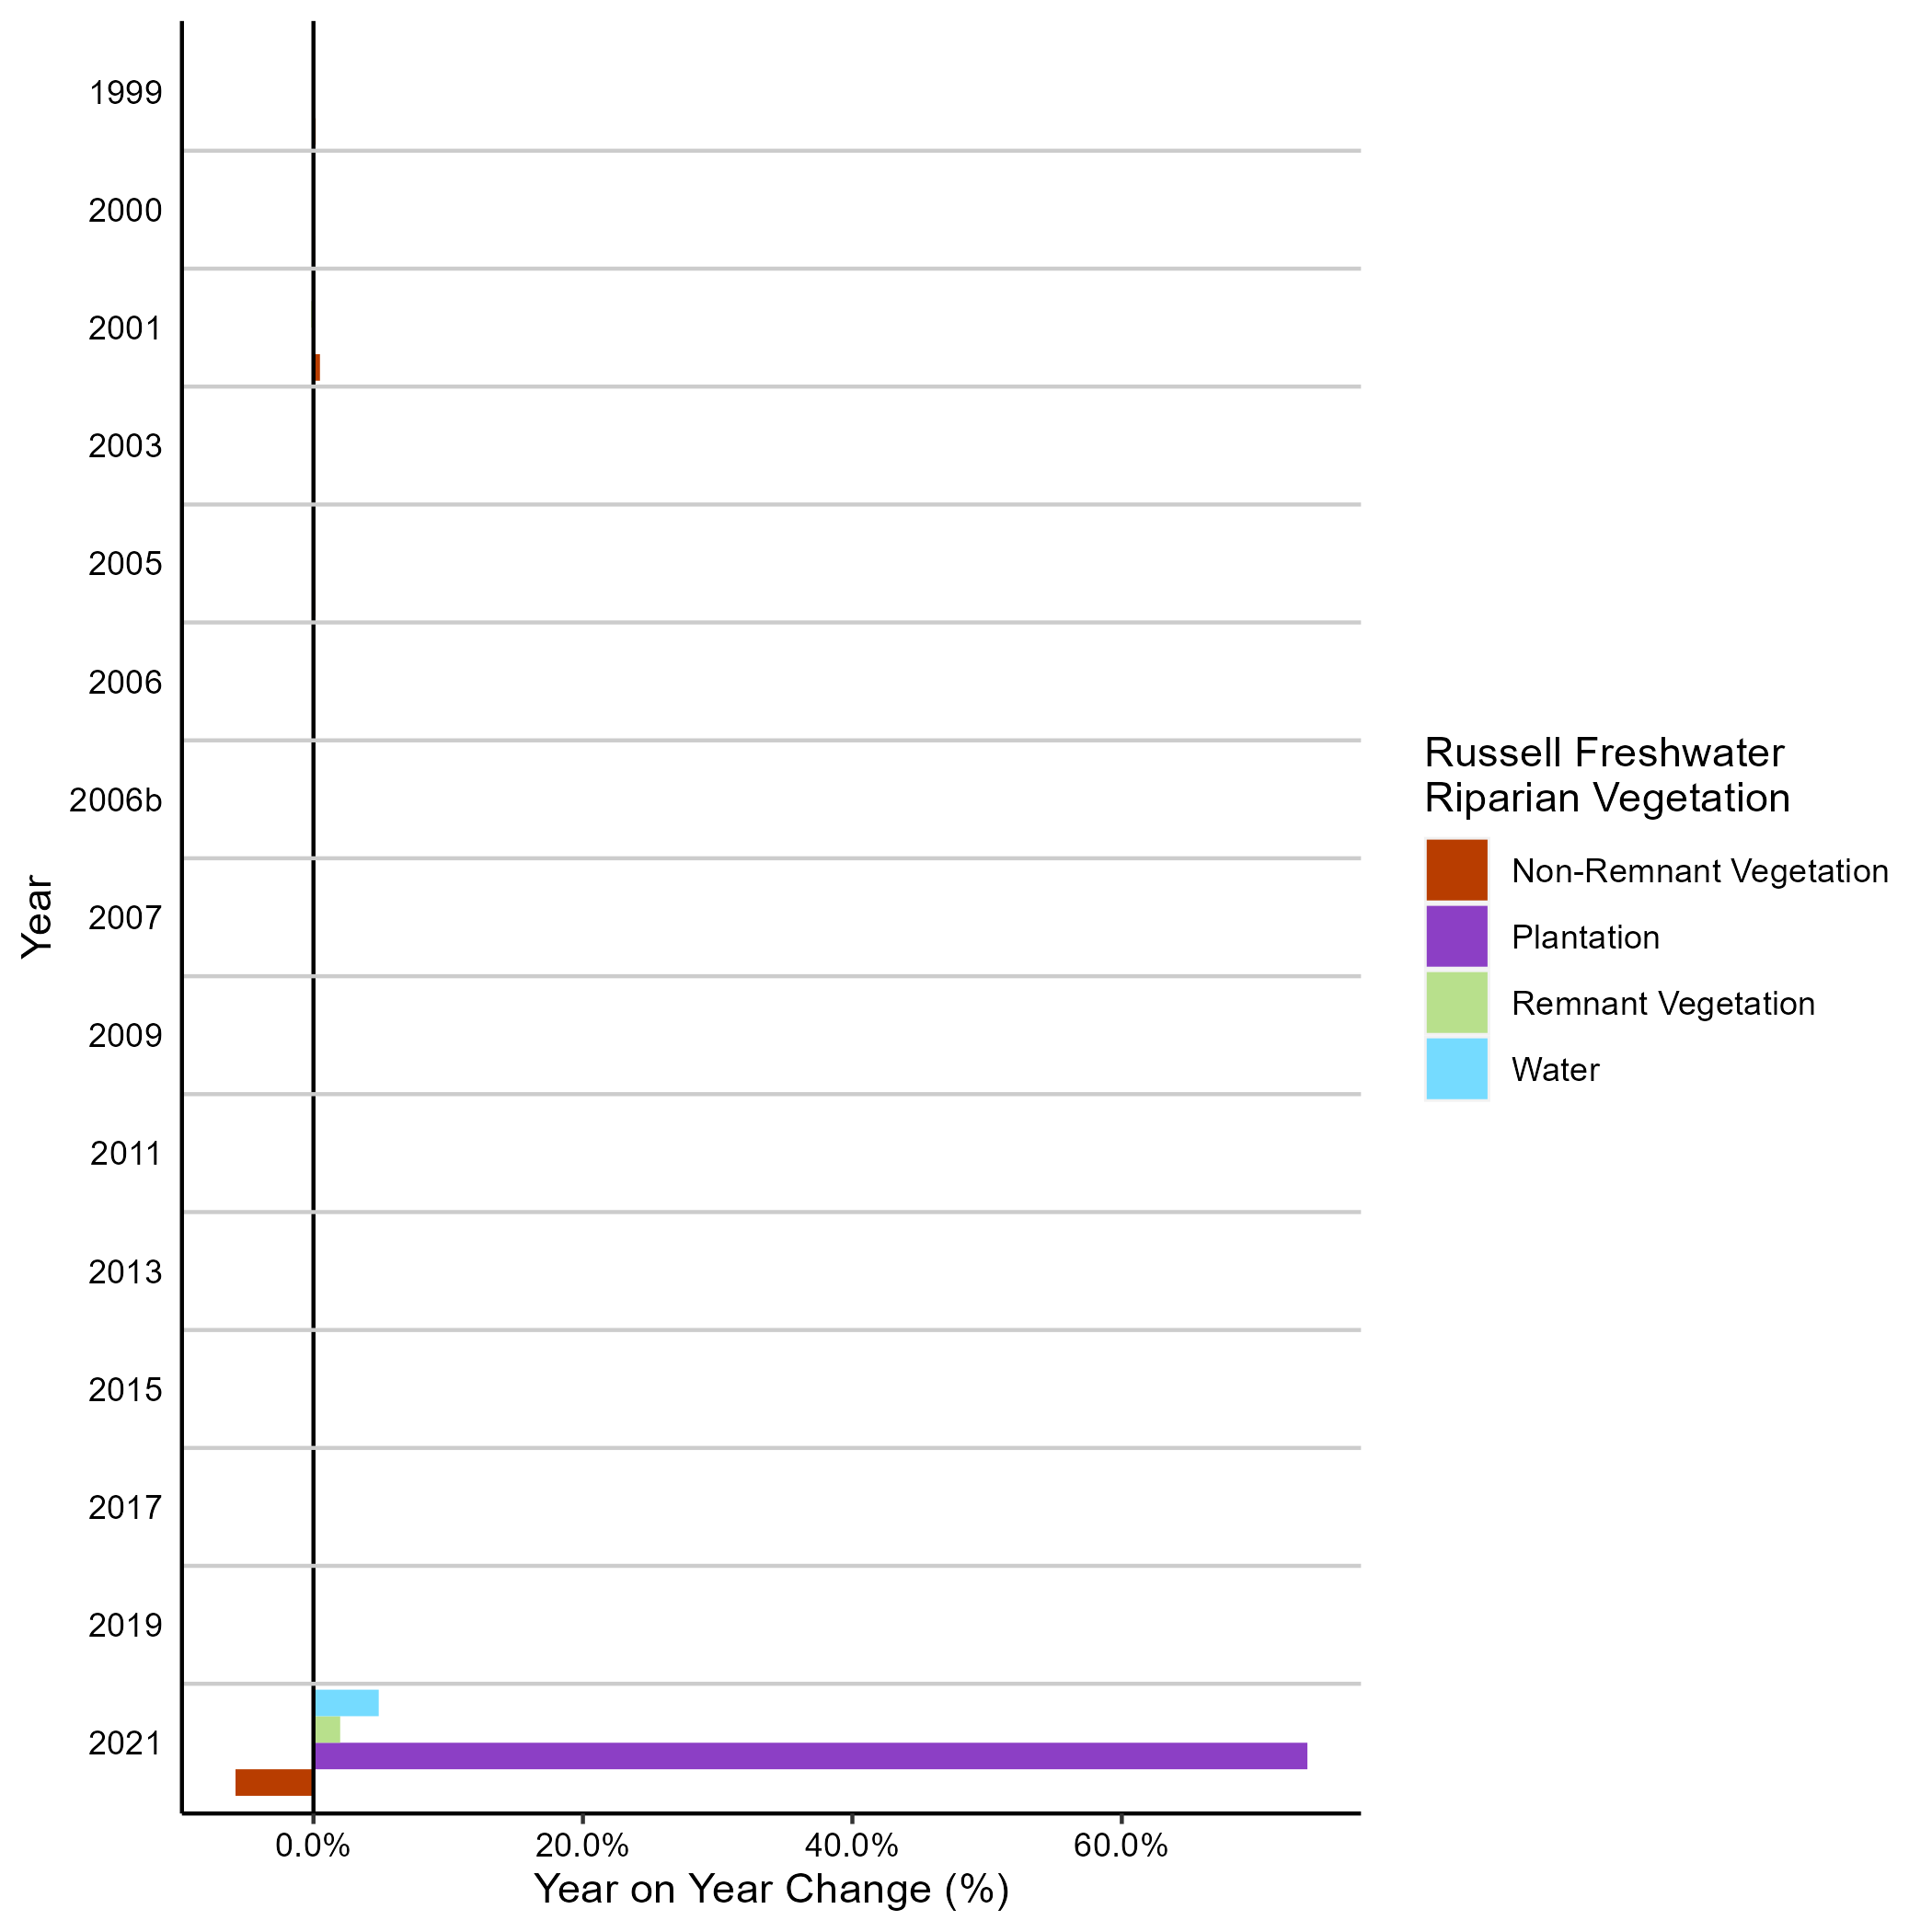 1999
2000
2001
2003
2005
2006
2006b
2007
2009
2011
2013
2015
2017
2019
2021
Year
0.0%
20.0%
40.0%
60.0%
Year on Year Change (%)
Russell Freshwater
Riparian Vegetation
Non-Remnant Vegetation
Plantation
Remnant Vegetation
Water